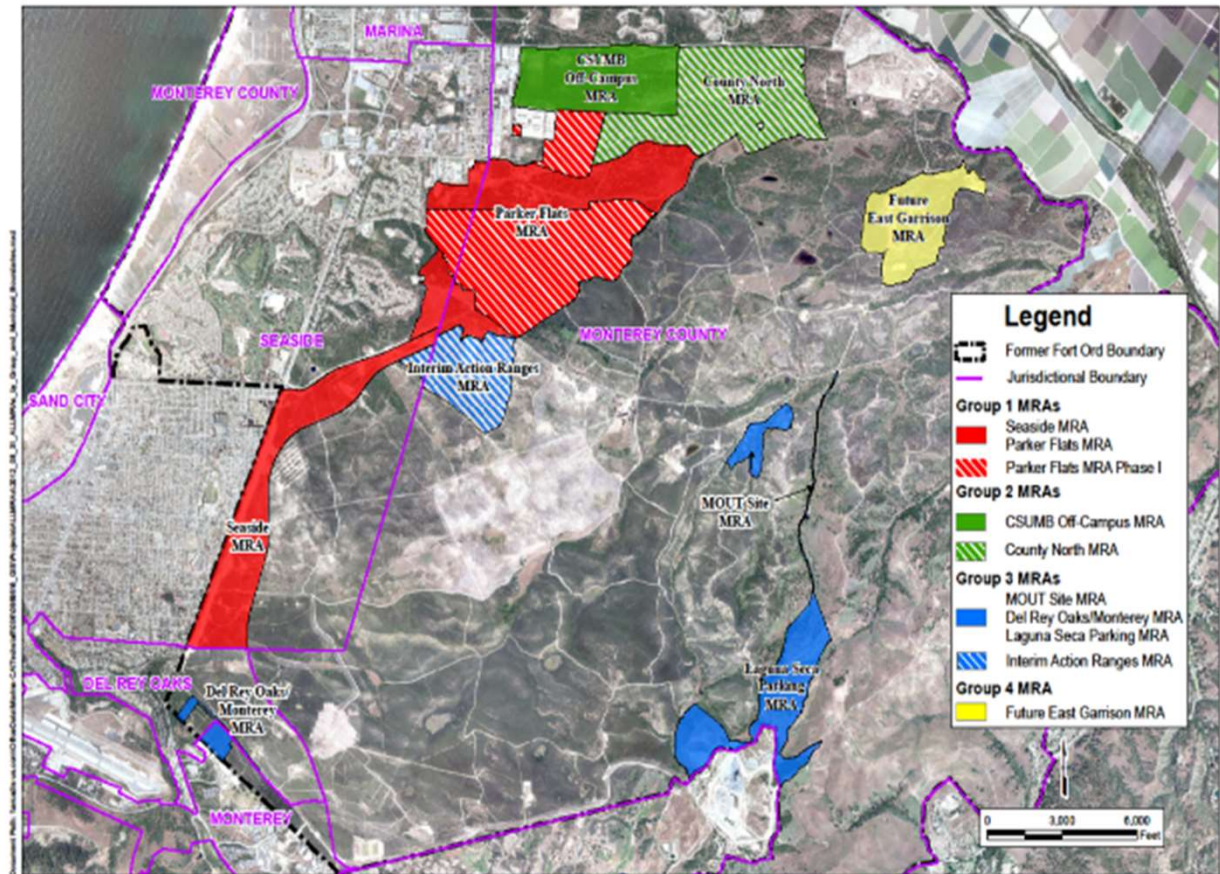 MARINA
MONTEREY COUNTY
CSUMB
Off-Campus
MRA
County North
MRA
Parker Flats
MRA
Future
East Garrison
MRA
SEASIDE
MONTEREY COUNTY
Interim Action Ranges
MRA
SAND CITY
MOUT Site
MRA
Seaside
MRA
DEL REY OAKS
Del Rey Oaks/
Monterey
MRA
Laguna Seca
Parking
MRA
MONTEREY
Legend
Former Fort Ord Boundary
Jurisdictional Boundary
Group 1 MRAs
Seaside MRA
Parker Flats MRA
Parker Flats MRA Phase I
Group 2 MRAs
CSUMB Off-Campus MRA
County North MRA
Group 3 MRAs
MOUT Site MRA
Del Rey Oaks/Monterey MRA
Laguna Seca Parking MRA
Interim Action Ranges MRA
Group 4 MRA
Future East Garrison MRA
0 3,000 6,000
Feet